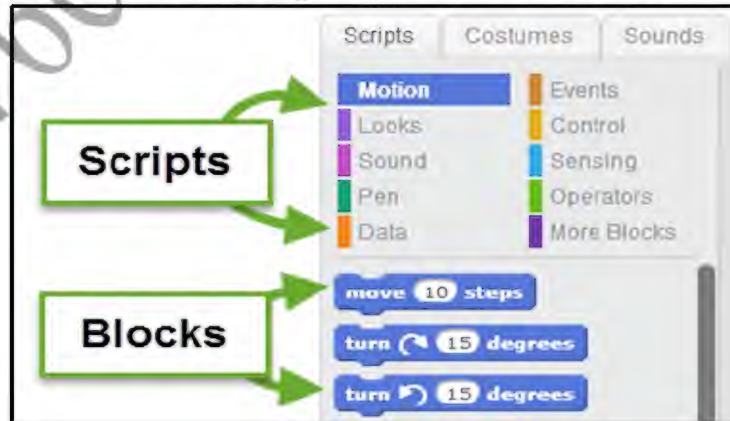 Scripts Costumes Sounds
Motion Events
Looks Control
Scripts
Sound Sensing
Pen Operators
Data More Blocks
move 10 steps
Blocks
turn 15 degrees
turn 15 degrees